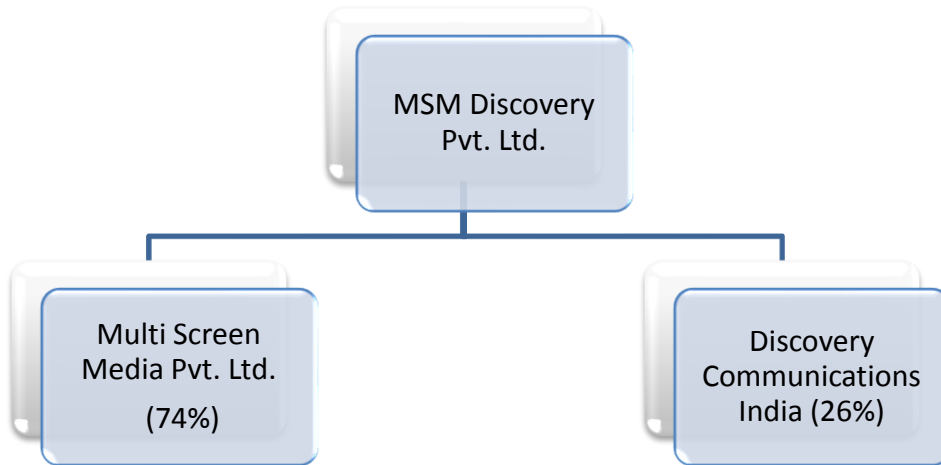 MSM Discovery
Pvt. Ltd.
Multi Screen
Media Pvt. Ltd.
(74%)
Discovery
Communications
India (26%)